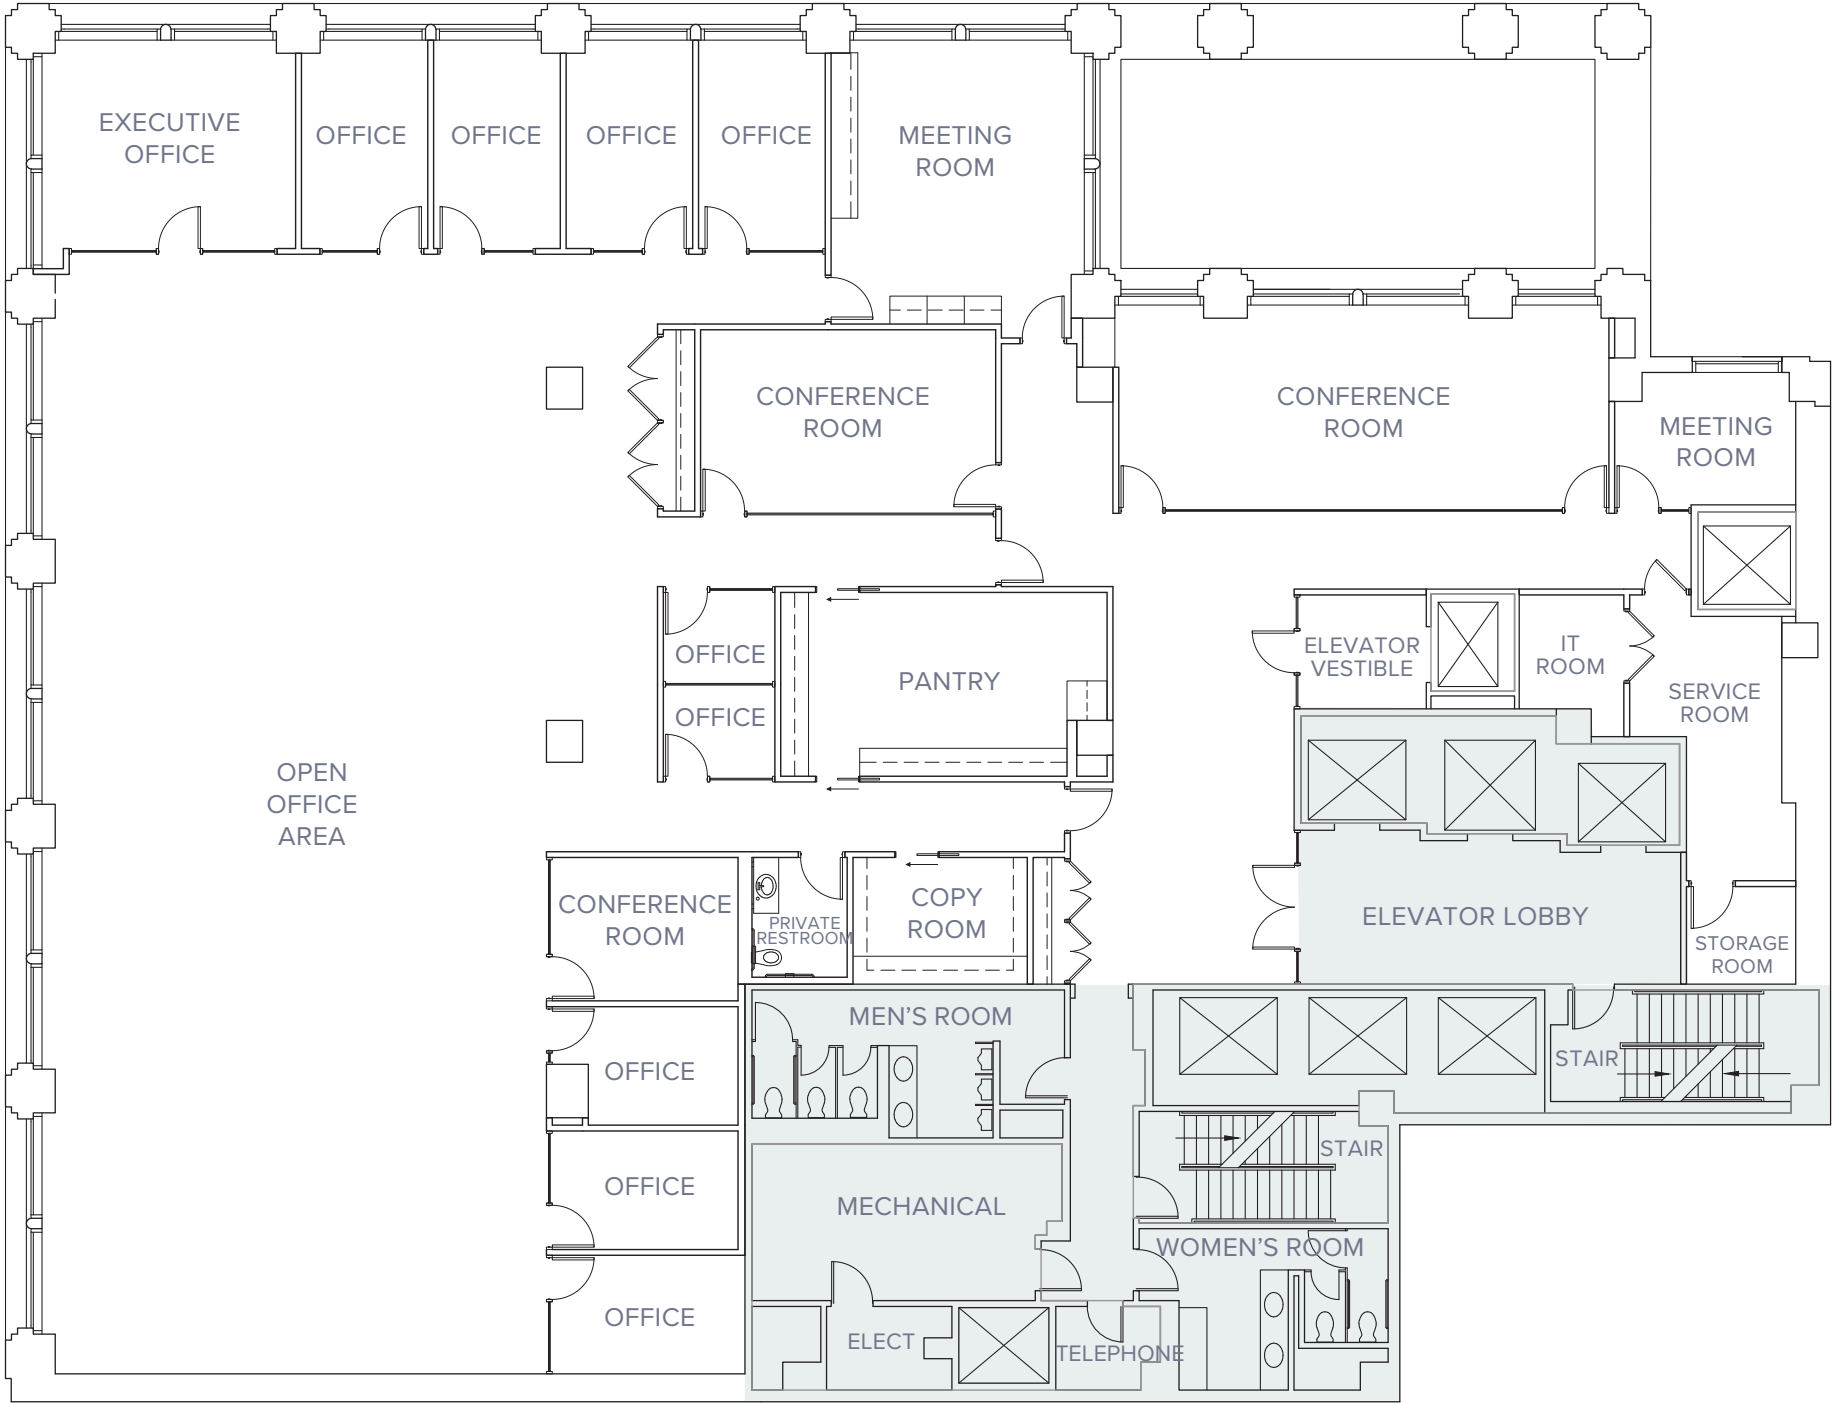 EXECUTIVE
OFFICE
OFFICE
OFFICE
OFFICE
OFFICE
MEETING
ROOM
CONFERENCE
ROOM
CONFERENCE
ROOM
MEETING
ROOM
OFFICE
OFFICE
PANTRY
ELEVATOR
VESTIBLE
IT
ROOM
SERVICE
ROOM
OPEN
OFFICE
AREA
CONFERENCE
ROOM
PRIVATE
RESTROOM
COPY
ROOM
ELEVATOR LOBBY
STORAGE
ROOM
MEN'S ROOM
OFFICE
STAIR
STAIR
OFFICE
MECHANICAL
WOMEN'S ROOM
OFFICE
ELECT
TELEPHONE